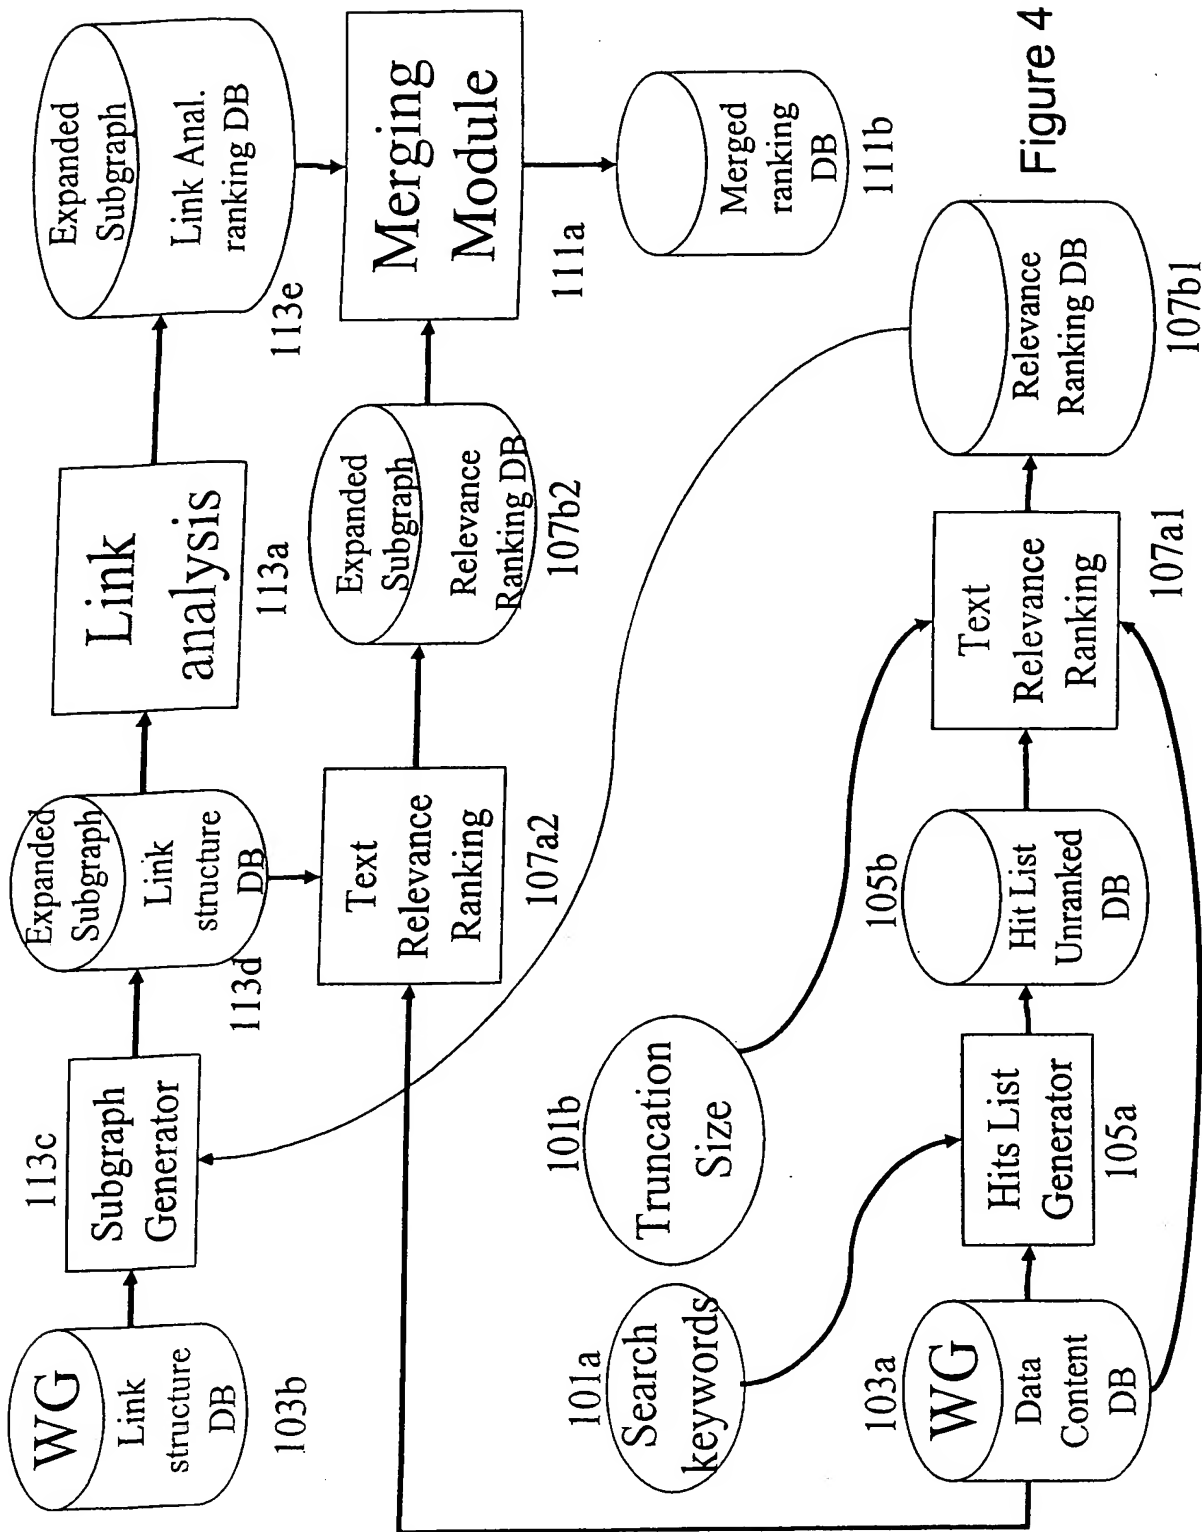 WG
Link
structure
DB
103b
113c
Subgraph
Generator
Expanded
Subgraph
Link
structure
DB
113d
Link
analysis
113a
Expanded
Subgraph
Link Anal.
ranking DB
113e
Text
Relevance
Ranking
107a2
Expanded
Subgraph
Relevance
Ranking DB
107b2
Merging
Module
111a
Merged
ranking
DB
111b
101a
Search
keywords
101b
Truncation
Size
103a
WG
Data
Content
DB
Hits List
Generator
105a
105b
Hit List
Unranked
DB
Text
Relevance
Ranking
107a1
Relevance
Ranking DB
107b1
Figure 4